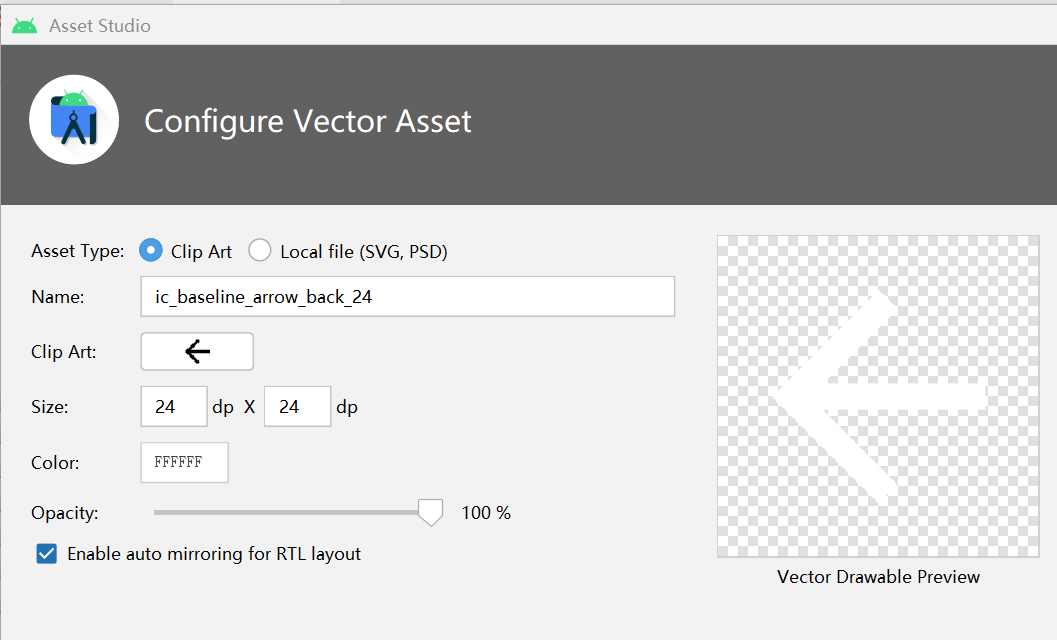 Asset Studio
Configure Vector Asset
Asset Type: Clip Art Local file (SVG, PSD)
Name: ic_baseline_arrow_back_24
Clip Art:
Size: 24 dp X 24 dp
Color: FFFFFF
Opacity: 100 %
Enable auto mirroring for RTL layout
Vector Drawable Preview